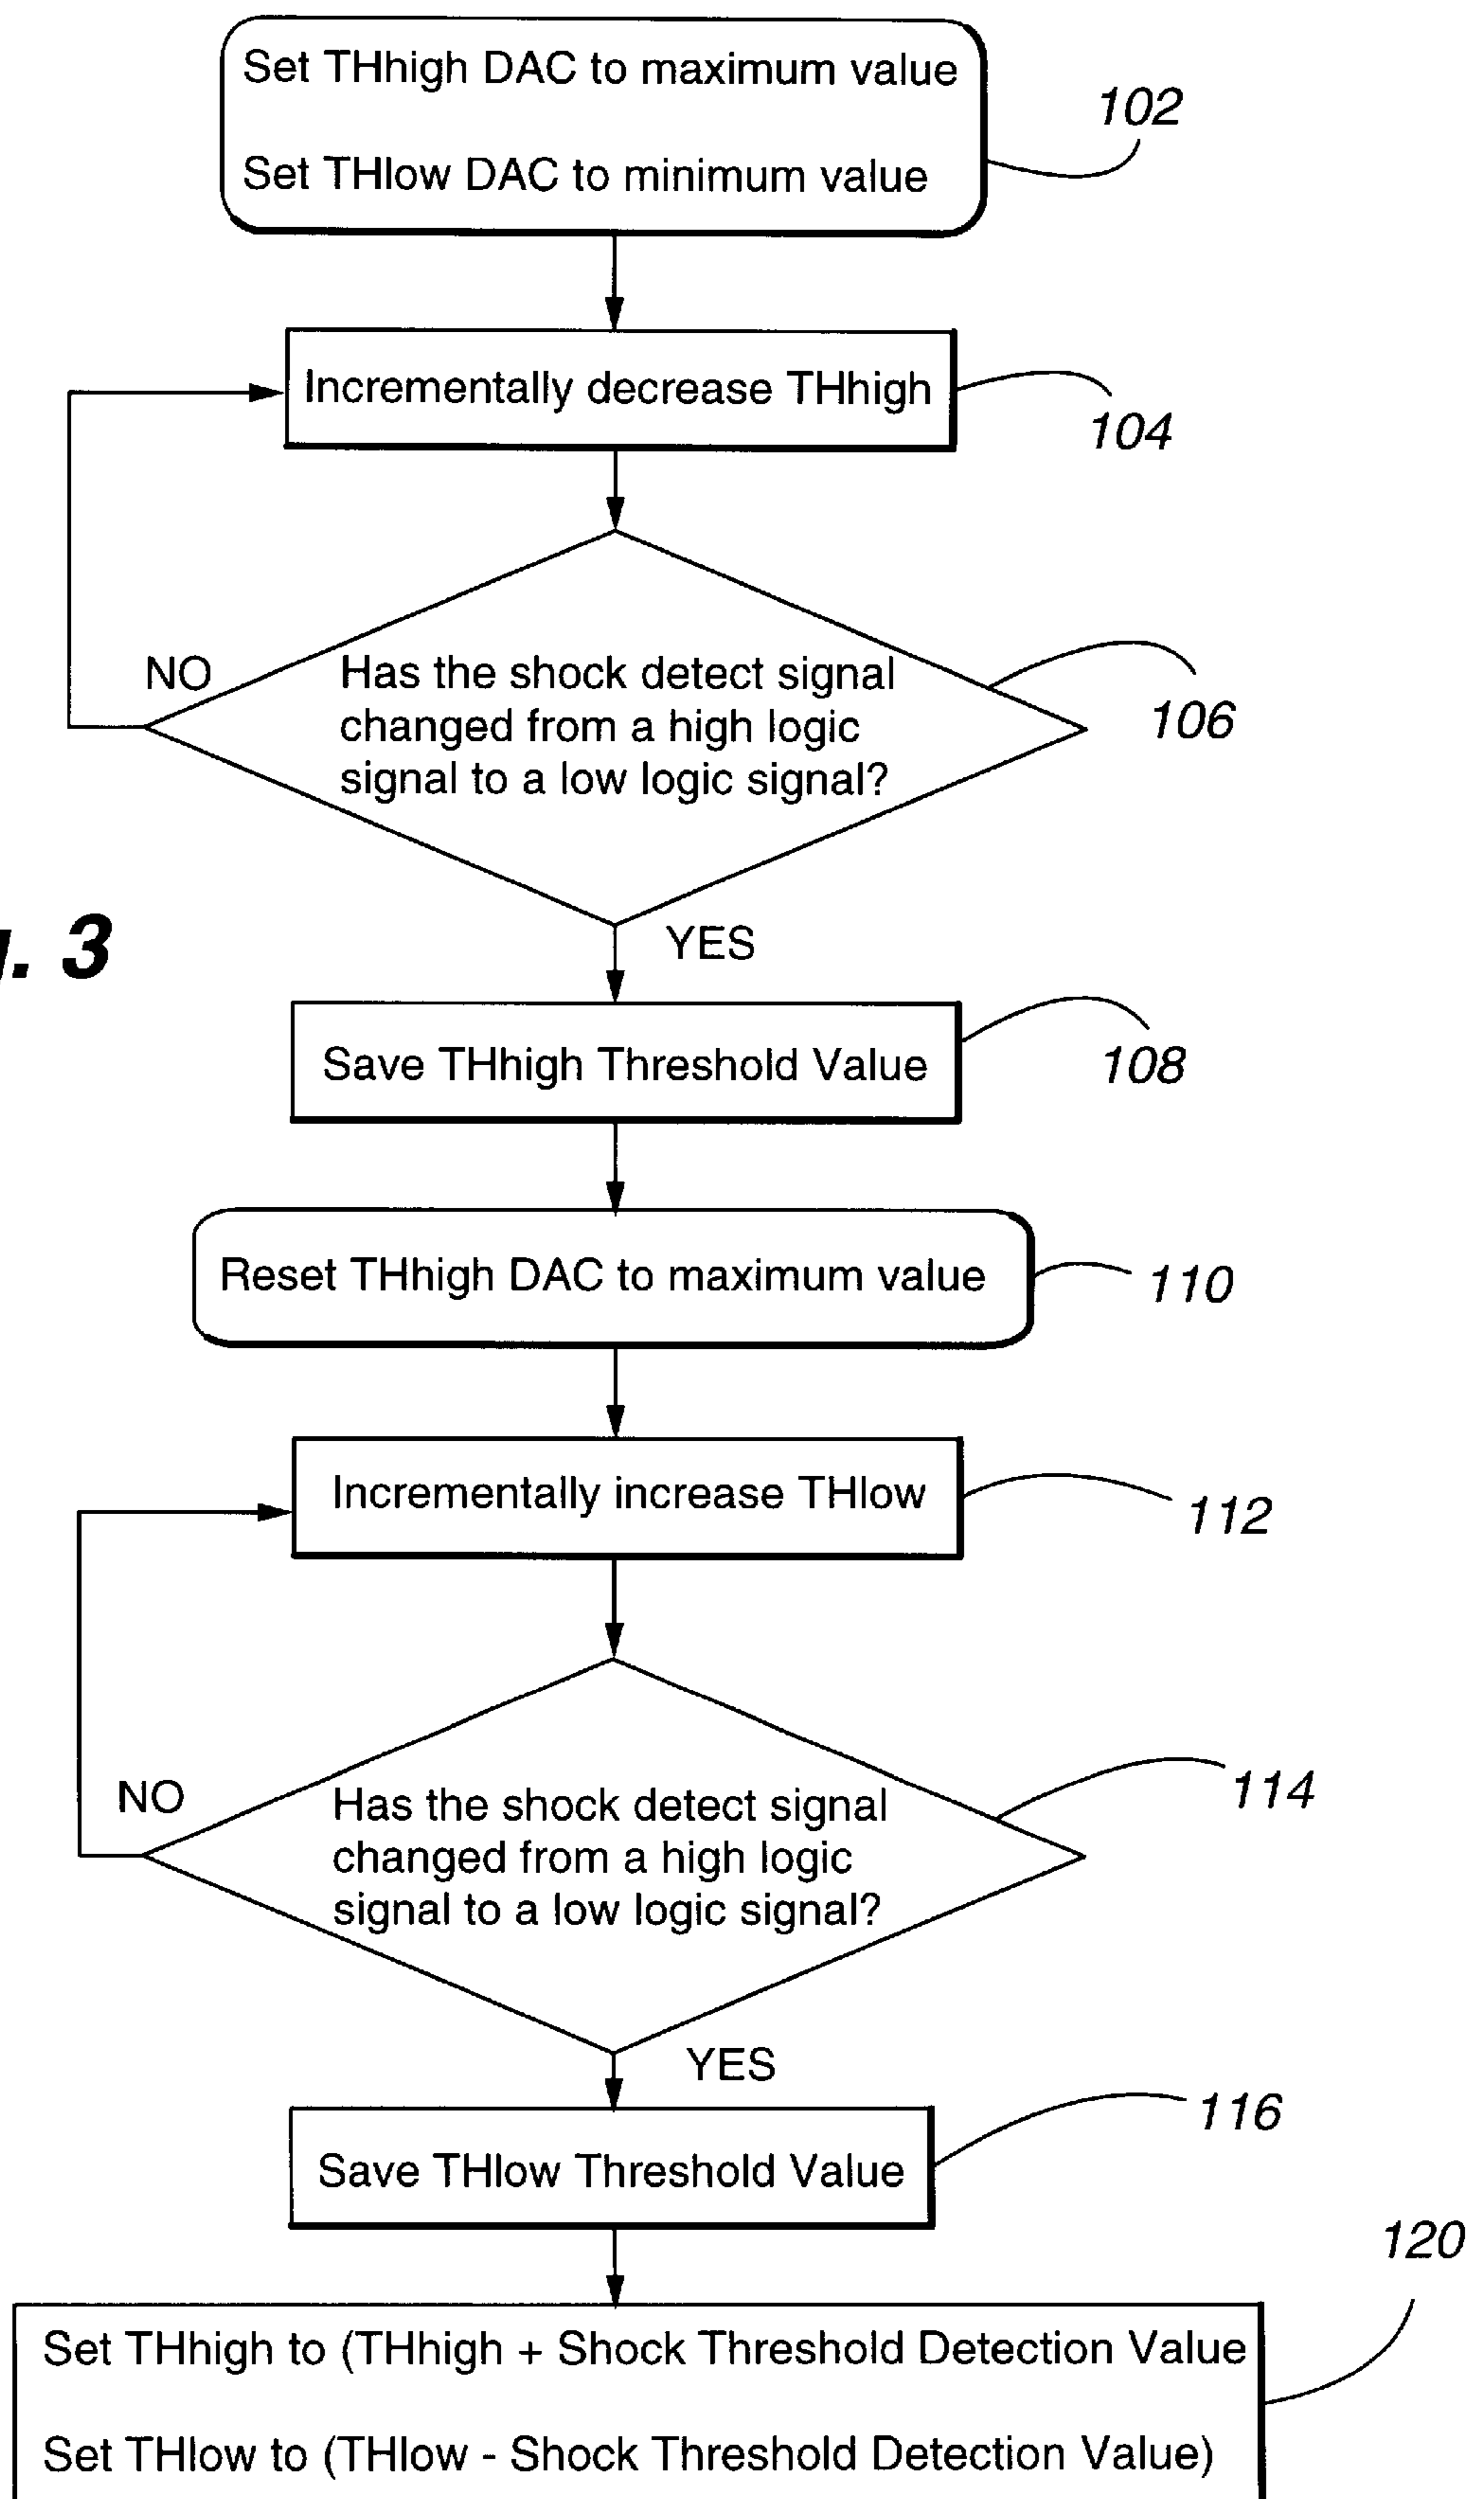 Set THhigh DAC to maximum value
102
Set THlow DAC to minimum value
Incrementally decrease THhigh
104
NO
Has the shock detect signal
changed from a high logic
signal to a low logic signal?
106
YES
. 3
Save THhigh Threshold Value
108
Reset THhigh DAC to maximum value
110
Incrementally increase THlow
112
NO
Has the shock detect signal
changed from a high logic
signal to a low logic signal?
114
YES
116
Save THlow Threshold Value
120
Set THhigh to (THhigh + Shock Threshold Detection Value
Set THlow to (THlow - Shock Threshold Detection Value)